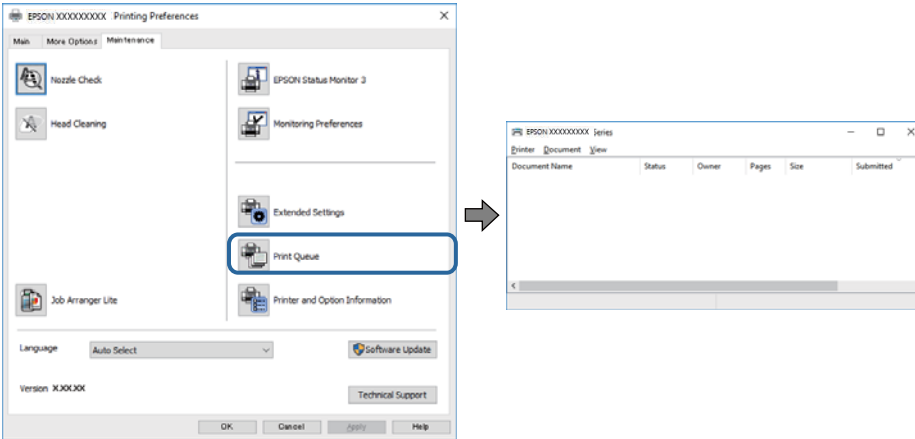 EPSON XXXXXXXXX Printing Preferences
Main More Options Maintenance
Nozzle Check
Head Cleaning
Job Arranger Lite
EPSON Status Monitor 3
Monitoring Preferences
Extended Settings
Print Queue
Printer and Option Information
Language Auto Select Software Update
Version X.XX.XX
Technical Support
OK Cancel Apply Help
EPSON XXXXXXXXX Series
Printer Document View
Document Name Status Owner Pages Size Submitted